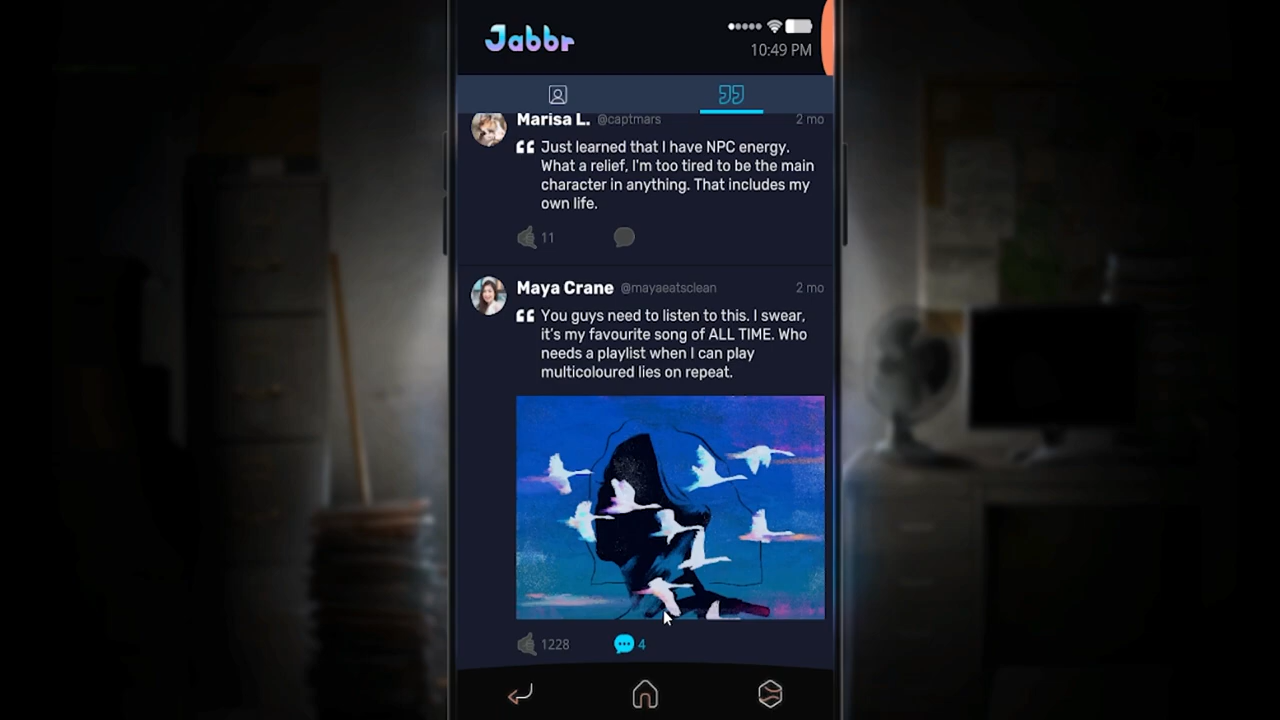 Jabbr
10:49 PM
Marisa L. @captmars 2 mo
Just learned that I have NPC energy.
What a relief, I'm too tired to be the main
character in anything. That includes my
own life.
11
Maya Crane @mayaeatsclean 2 mo
You guys need to listen to this. I swear,
it's my favourite song of ALL TIME. Who
needs a playlist when I can play
multicoloured lies on repeat.
1228 4